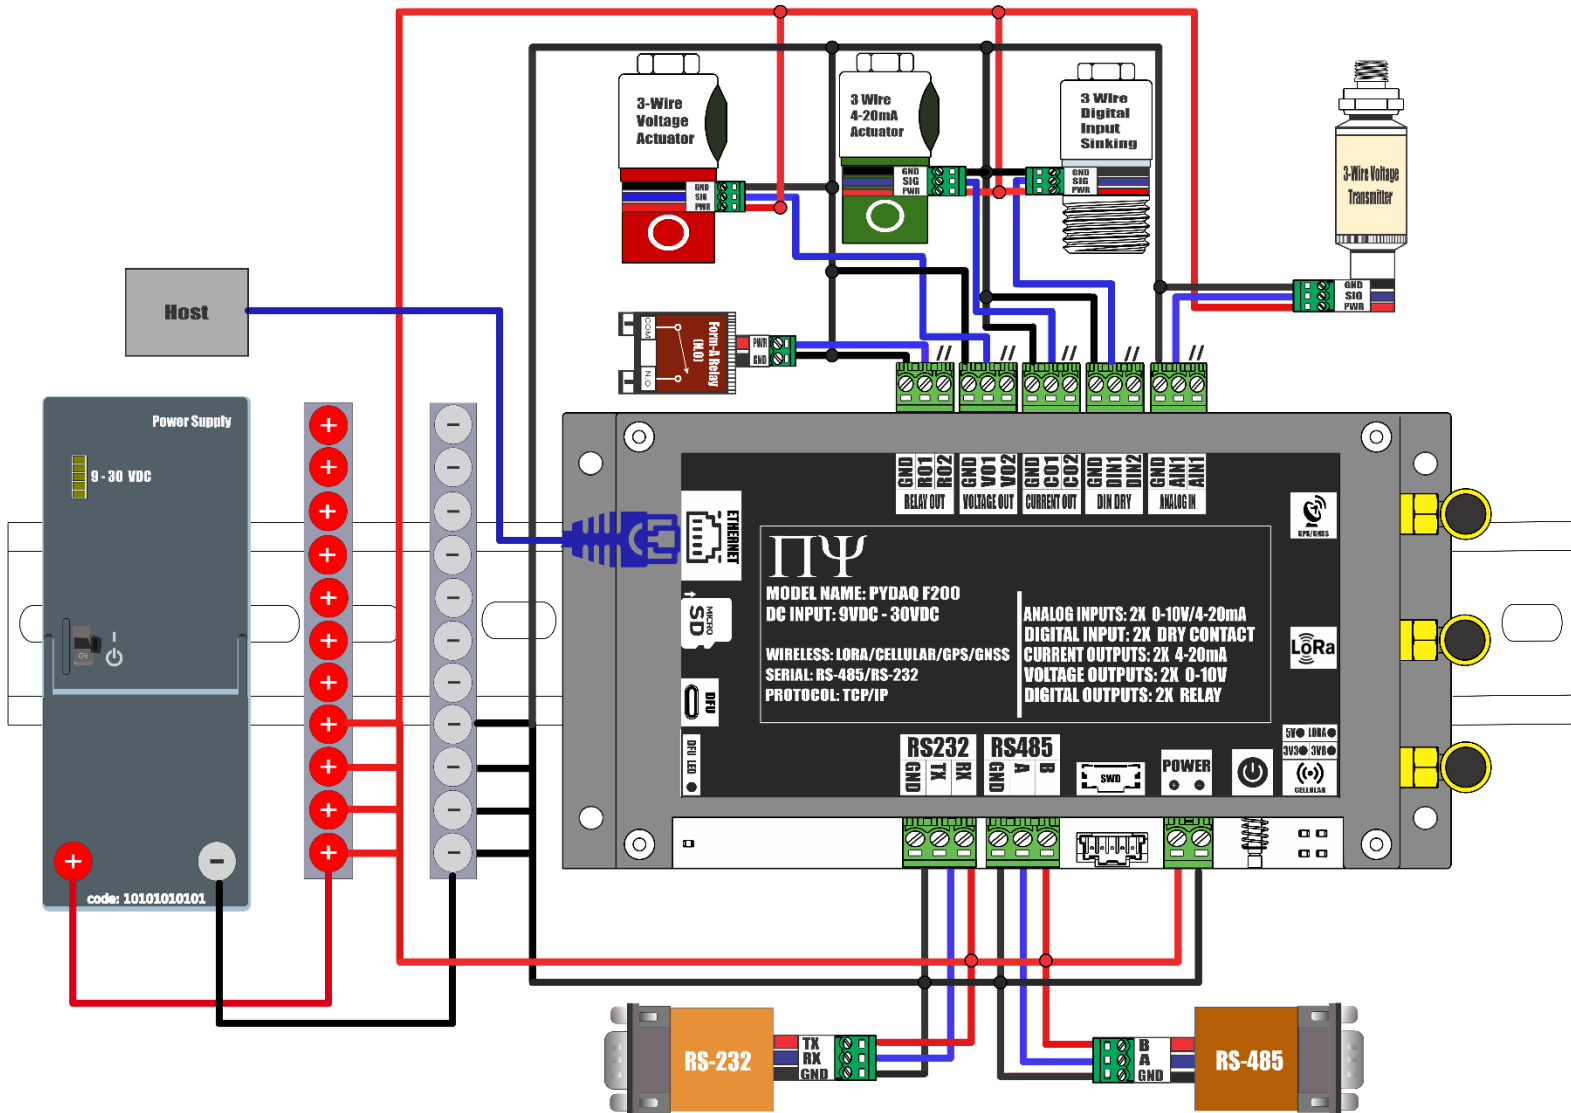 3-Wire
Voltage
Actuator
GND
SIG
PWR
3 Wire
4-20mA
Actuator
GND
SIG
PWR
3 Wire
Digital
Input
Sinking
GND
SIG
PWR
3-Wire Voltage
Transmitter
GND
SIG
PWR
Host
COM
N.O
Form-A Relay
(N.O)
PWR
GND
Power Supply
9 - 30 VDC
ON
code: 10101010101
GND
RO1
RO2
RELAY OUT
GND
VO1
VO2
VOLTAGE OUT
GND
CO1
CO2
CURRENT OUT
GND
DIN1
DIN2
DIN DRY
GND
AIN1
AIN1
ANALOG IN
ETHERNET
MICRO
SD
DFU
DFU LED
GPS/GNSS
LoRa
ΠΨ
MODEL NAME: PYDAQ F200
DC INPUT: 9VDC - 30VDC
WIRELESS: LORA/CELLULAR/GPS/GNSS
SERIAL: RS-485/RS-232
PROTOCOL: TCP/IP
ANALOG INPUTS: 2X 0-10V/4-20mA
DIGITAL INPUT: 2X DRY CONTACT
CURRENT OUTPUTS: 2X 4-20mA
VOLTAGE OUTPUTS: 2X 0-10V
DIGITAL OUTPUTS: 2X RELAY
RS232
GND
TX
RX
RS485
GND
A
B
SWD
POWER
5V LORA
3V3 3V8
CELLULAR
RS-232
TX
RX
GND
B
A
GND
RS-485